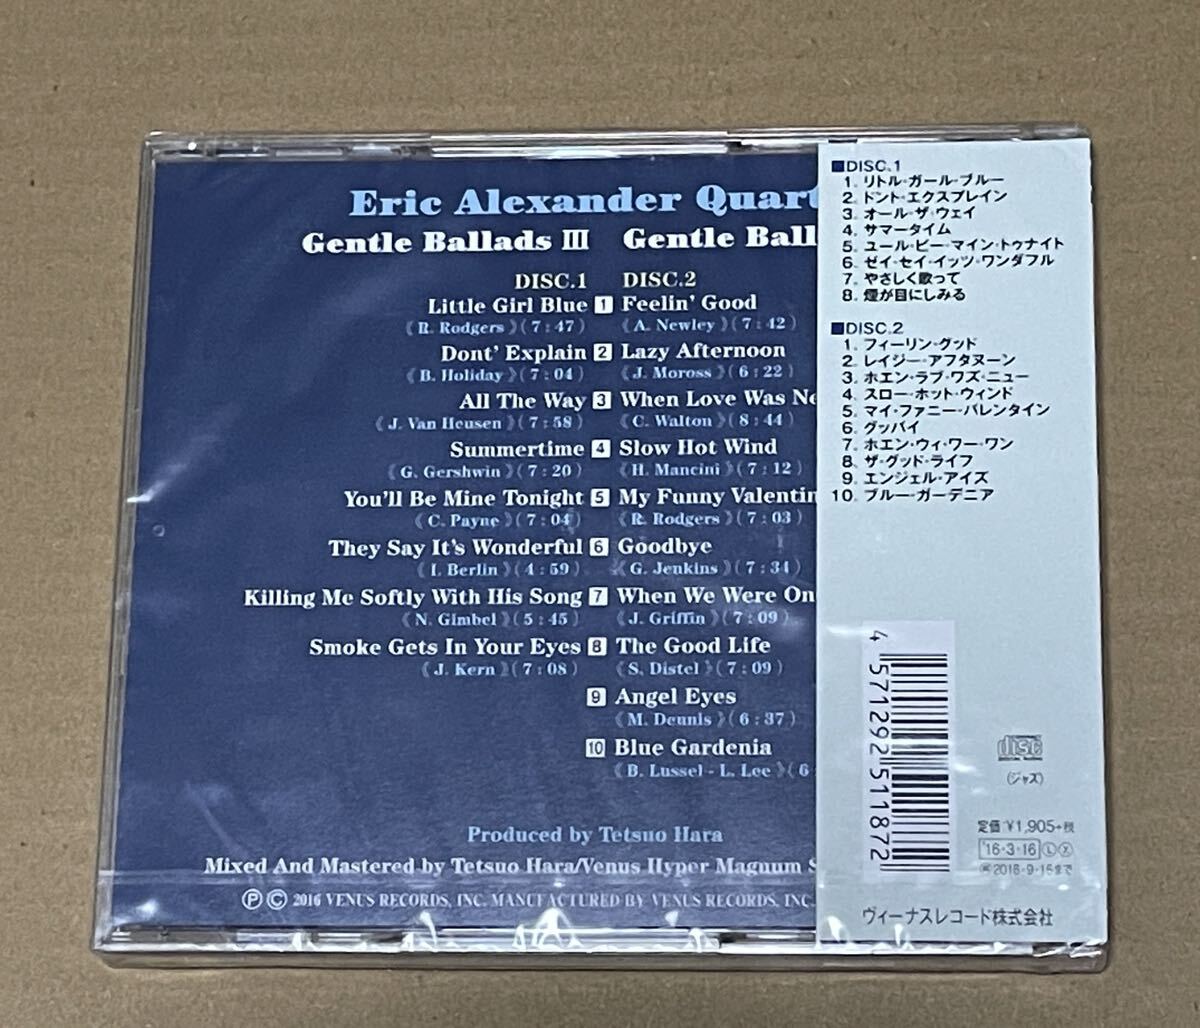 Eric Alexander Quart
Gentle Ballads III
Gentle Ball
DISC.1
Little Girl Blue 1
《R. Rodgers》(7:47)
Dont' Explain 2
《B. Holiday》(7:04)
All The Way 3
《J. Van Heusen》(7:58)
Summertime 4
《G. Gershwin》(7:20)
You'll Be Mine Tonight 5
《C. Payne》(7:04)
They Say It's Wonderful 6
《I. Berlin》(4:59)
Killing Me Softly With His Song 7
《N. Gimbel》(5:45)
Smoke Gets In Your Eyes 8
《J. Kern》(7:08)
DISC.2
Feelin' Good
《A. Newley》(7:42)
Lazy Afternoon
《J. Moross》(6:22)
When Love Was Ne
《C. Walton》(8:44)
Slow Hot Wind
《H. Mancini》(7:12)
My Funny Valentin
《R. Rodgers》(7:03)
Goodbye
《G. Jenkins》(7:34)
When We Were On
《J. Griffin》(7:09)
The Good Life
《S. Distel》(7:09)
9 Angel Eyes
《M. Dennis》(6:37)
10 Blue Gardenia
《B. Lussel - L. Lee》(6:
Produced by Tetsuo Hara
Mixed And Mastered by Tetsuo Hara/Venus Hyper Magnum S
Ⓟ Ⓒ 2016 VENUS RECORDS, INC. MANUFACTURED BY VENUS RECORDS, INC.
■DISC.1
1. リトル・ガール・ブルー
2. ドント・エクスプレイン
3. オール・ザ・ウェイ
4. サマータイム
5. ユール・ビー・マイン・トゥナイト
6. ゼイ・セイ・イッツ・ワンダフル
7. やさしく歌って
8. 煙が目にしみる
■DISC.2
1. フィーリン・グッド
2. レイジー・アフタヌーン
3. ホエン・ラブ・ワズ・ニュー
4. スロー・ホット・ウィンド
5. マイ・ファニー・バレンタイン
6. グッバイ
7. ホエン・ウィ・ワー・ワン
8. ザ・グッド・ライフ
9. エンジェル・アイズ
10. ブルー・ガーデニア
4 571292 511872
disc
(ジャズ)
定価:¥1,905+税
'16・3・16 Ⓛ Ⓧ
2016・9・15まで
ヴィーナスレコード株式会社